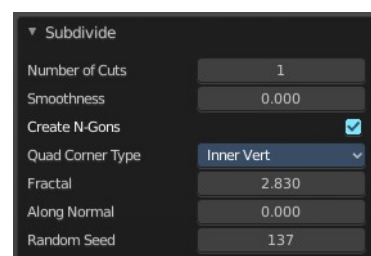 Subdivide
Number of Cuts 1
Smoothness 0.000
Create N-Gons
Quad Corner Type Inner Vert
Fractal 2.830
Along Normal 0.000
Random Seed 137